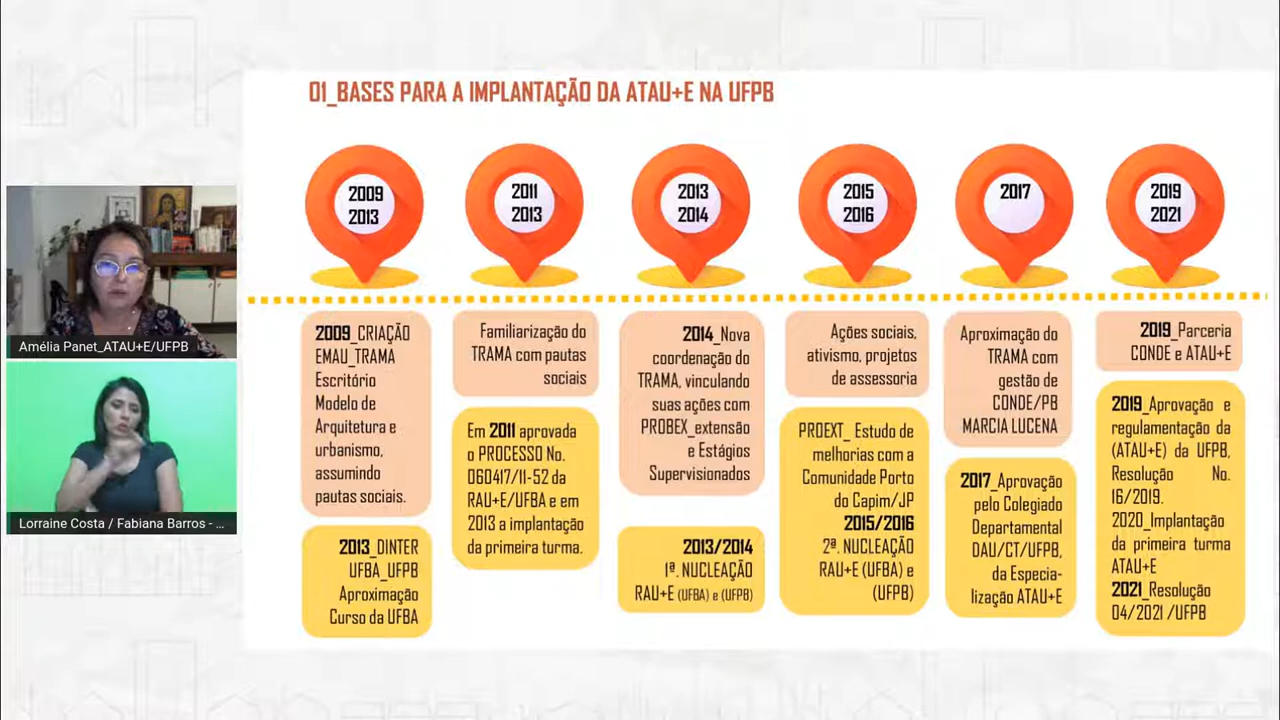 01_BASES PARA A IMPLANTAÇÃO DA ATAU+E NA UFPB
2009
2013
2011
2013
2013
2014
2015
2016
2017
2019
2021
2009_CRIAÇÃO
EMAU_TRAMA
Escritório
Modelo de
Arquitetura e
urbanismo,
assumindo
pautas sociais.
2013_DINTER
UFBA_UFPB
Aproximação
Curso da UFBA
Familiarização do
TRAMA com pautas
sociais
Em 2011 aprovada
o PROCESSO No.
060417/11-52 da
RAU+E/UFBA e em
2013 a implantação
da primeira turma.
2014_Nova
coordenação do
TRAMA, vinculando
suas ações com
PROBEX_extensão
e Estágios
Supervisionados
2013/2014
1ª. NUCLEAÇÃO
RAU+E (UFBA) e (UFPB)
Ações sociais,
ativismo, projetos
de assessoria
PROEXT_ Estudo de
melhorias com a
Comunidade Porto
do Capim/JP
2015/2016
2ª. NUCLEAÇÃO
RAU+E (UFBA) e
(UFPB)
Aproximação do
TRAMA com
gestão de
CONDE/PB
MARCIA LUCENA
2017_Aprovação
pelo Colegiado
Departamental
DAU/CT/UFPB,
da Especia-
lização ATAU+E
2019_Parceria
CONDE e ATAU+E
2019_Aprovação e
regulamentação da
(ATAU+E) da UFPB,
Resolução No.
16/2019.
2020_Implantação
da primeira turma
ATAU+E
2021_Resolução
04/2021 /UFPB
Amélia Panet_ATAU+E/UFPB
Lorraine Costa / Fabiana Barros - ...